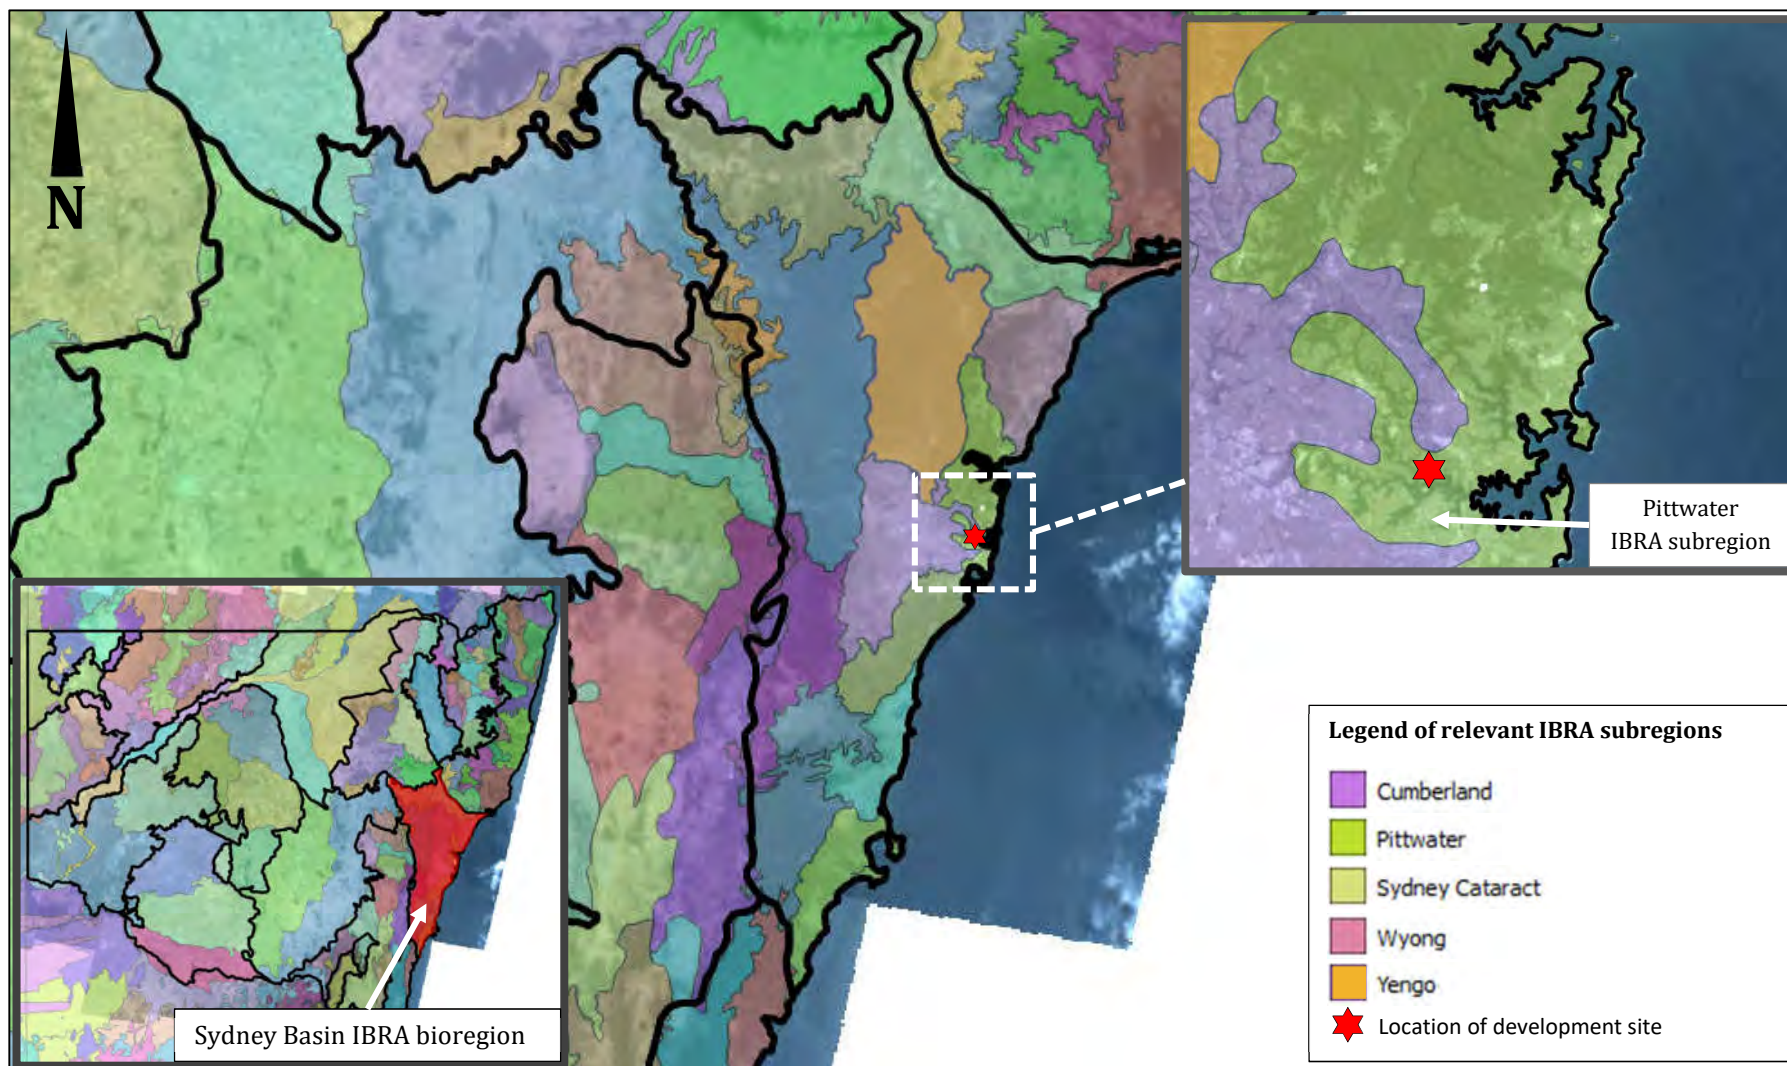 N
Pittwater
IBRA subregion
Sydney Basin IBRA bioregion
Legend of relevant IBRA subregions
Cumberland
Pittwater
Sydney Cataract
Wyong
Yengo
Location of development site